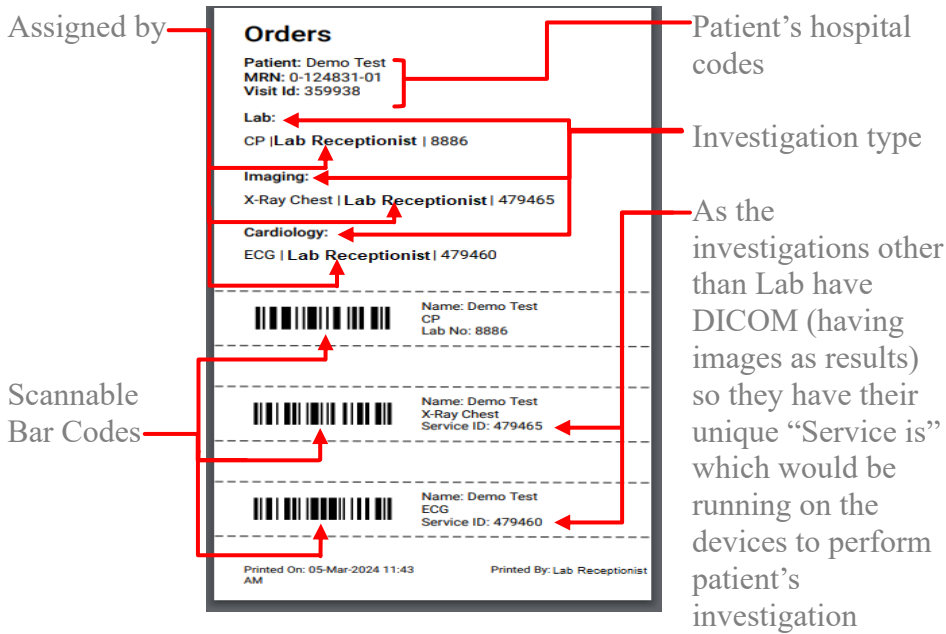 Assigned by
Orders
Patient: Demo Test
MRN: 0-124831-01
Visit Id: 359938
Lab:
CP |Lab Receptionist | 8886
Imaging:
X-Ray Chest | Lab Receptionist | 479465
Cardiology:
ECG | Lab Receptionist | 479460
Name: Demo Test
CP
Lab No: 8886
Name: Demo Test
X-Ray Chest
Service ID: 479465
Name: Demo Test
ECG
Service ID: 479460
Printed On: 05-Mar-2024 11:43
AM
Printed By: Lab Receptionist
Scannable
Bar Codes
Patient’s hospital
codes
Investigation type
As the
investigations other
than Lab have
DICOM (having
images as results)
so they have their
unique “Service is”
which would be
running on the
devices to perform
patient’s
investigation